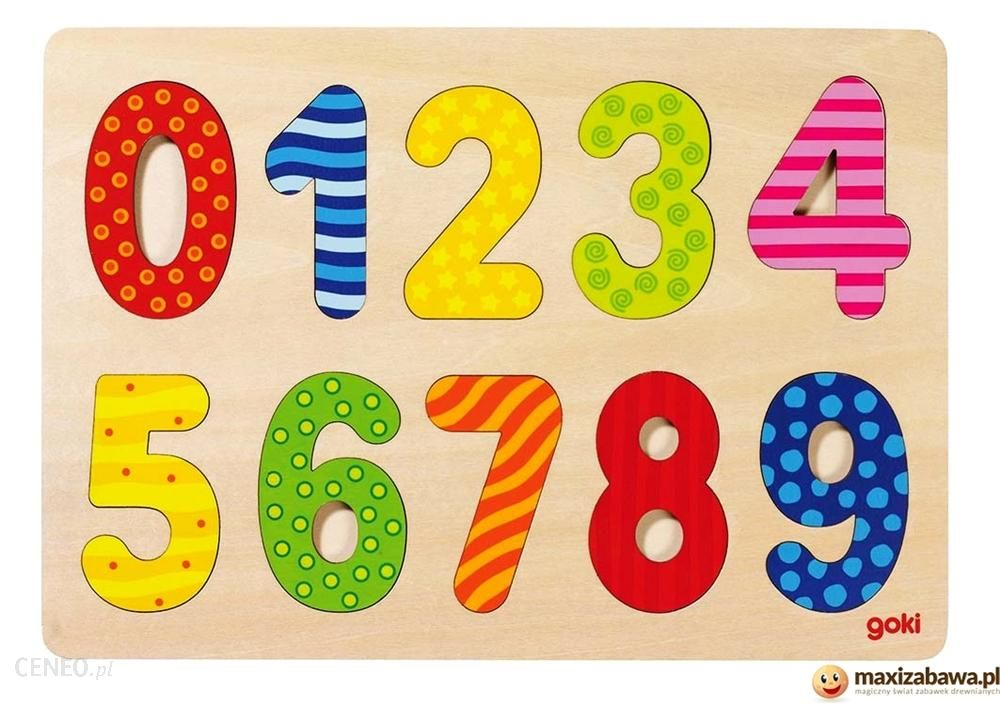 0 1 2 3 4
5 6 7 8 9
goki
CENEO.pl
maxizabawa.pl
magiczny świat zabawek drewnianych